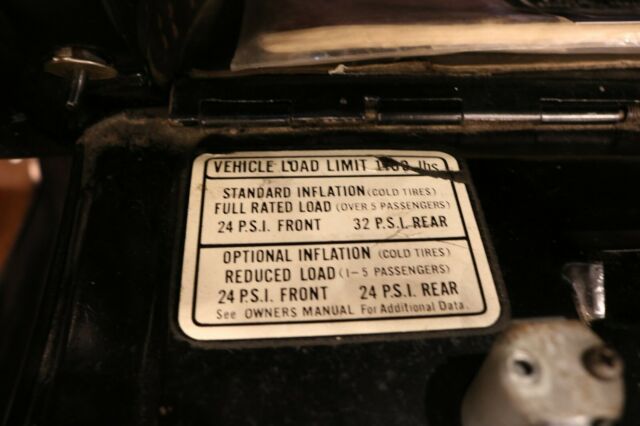 VEHICLE LOAD LIMIT lbs.
STANDARD INFLATION (COLD TIRES)
FULL RATED LOAD (OVER 5 PASSENGERS)
24 P.S.I. FRONT 32 P.S.I. REAR
OPTIONAL INFLATION (COLD TIRES)
REDUCED LOAD (1-5 PASSENGERS)
24 P.S.I. FRONT 24 P.S.I. REAR
See OWNERS MANUAL For Additional Data.